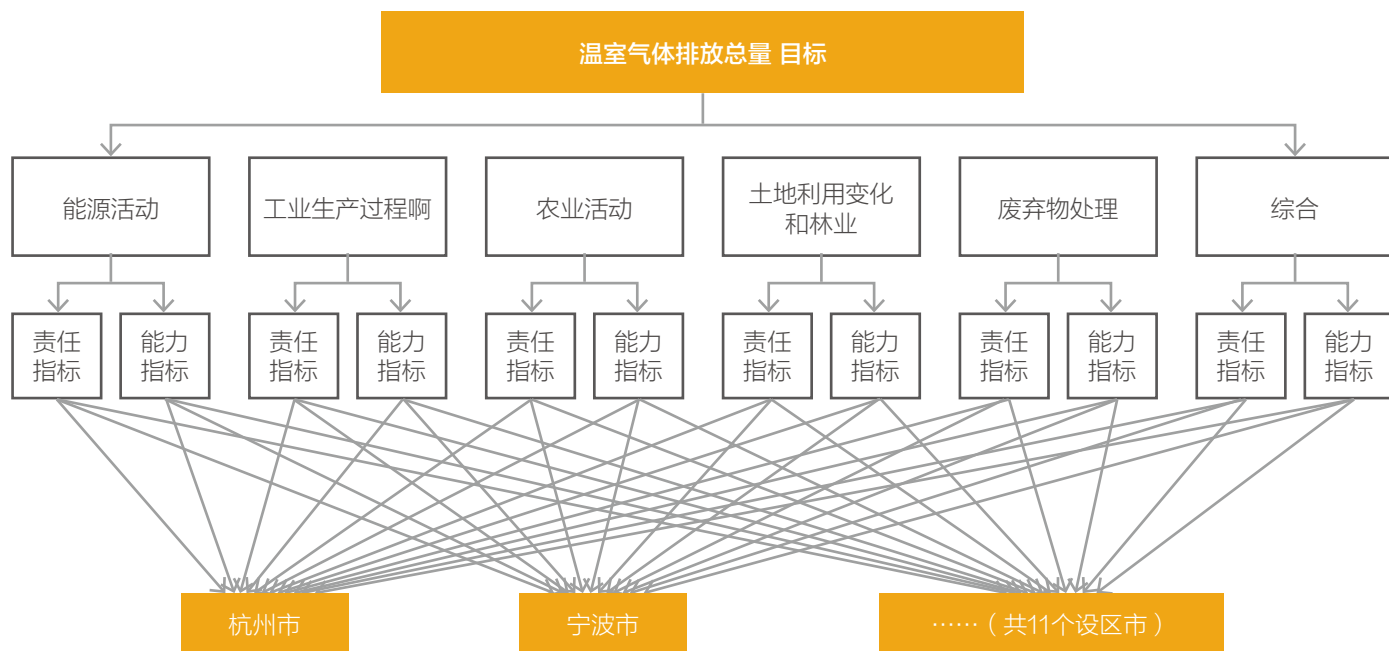 温室气体排放总量 目标
能源活动
工业生产过程啊
农业活动
土地利用变化
和林业
废弃物处理
综合
责任
指标
能力
指标
责任
指标
能力
指标
责任
指标
能力
指标
责任
指标
能力
指标
责任
指标
能力
指标
责任
指标
能力
指标
杭州市
宁波市
……（共11个设区市）